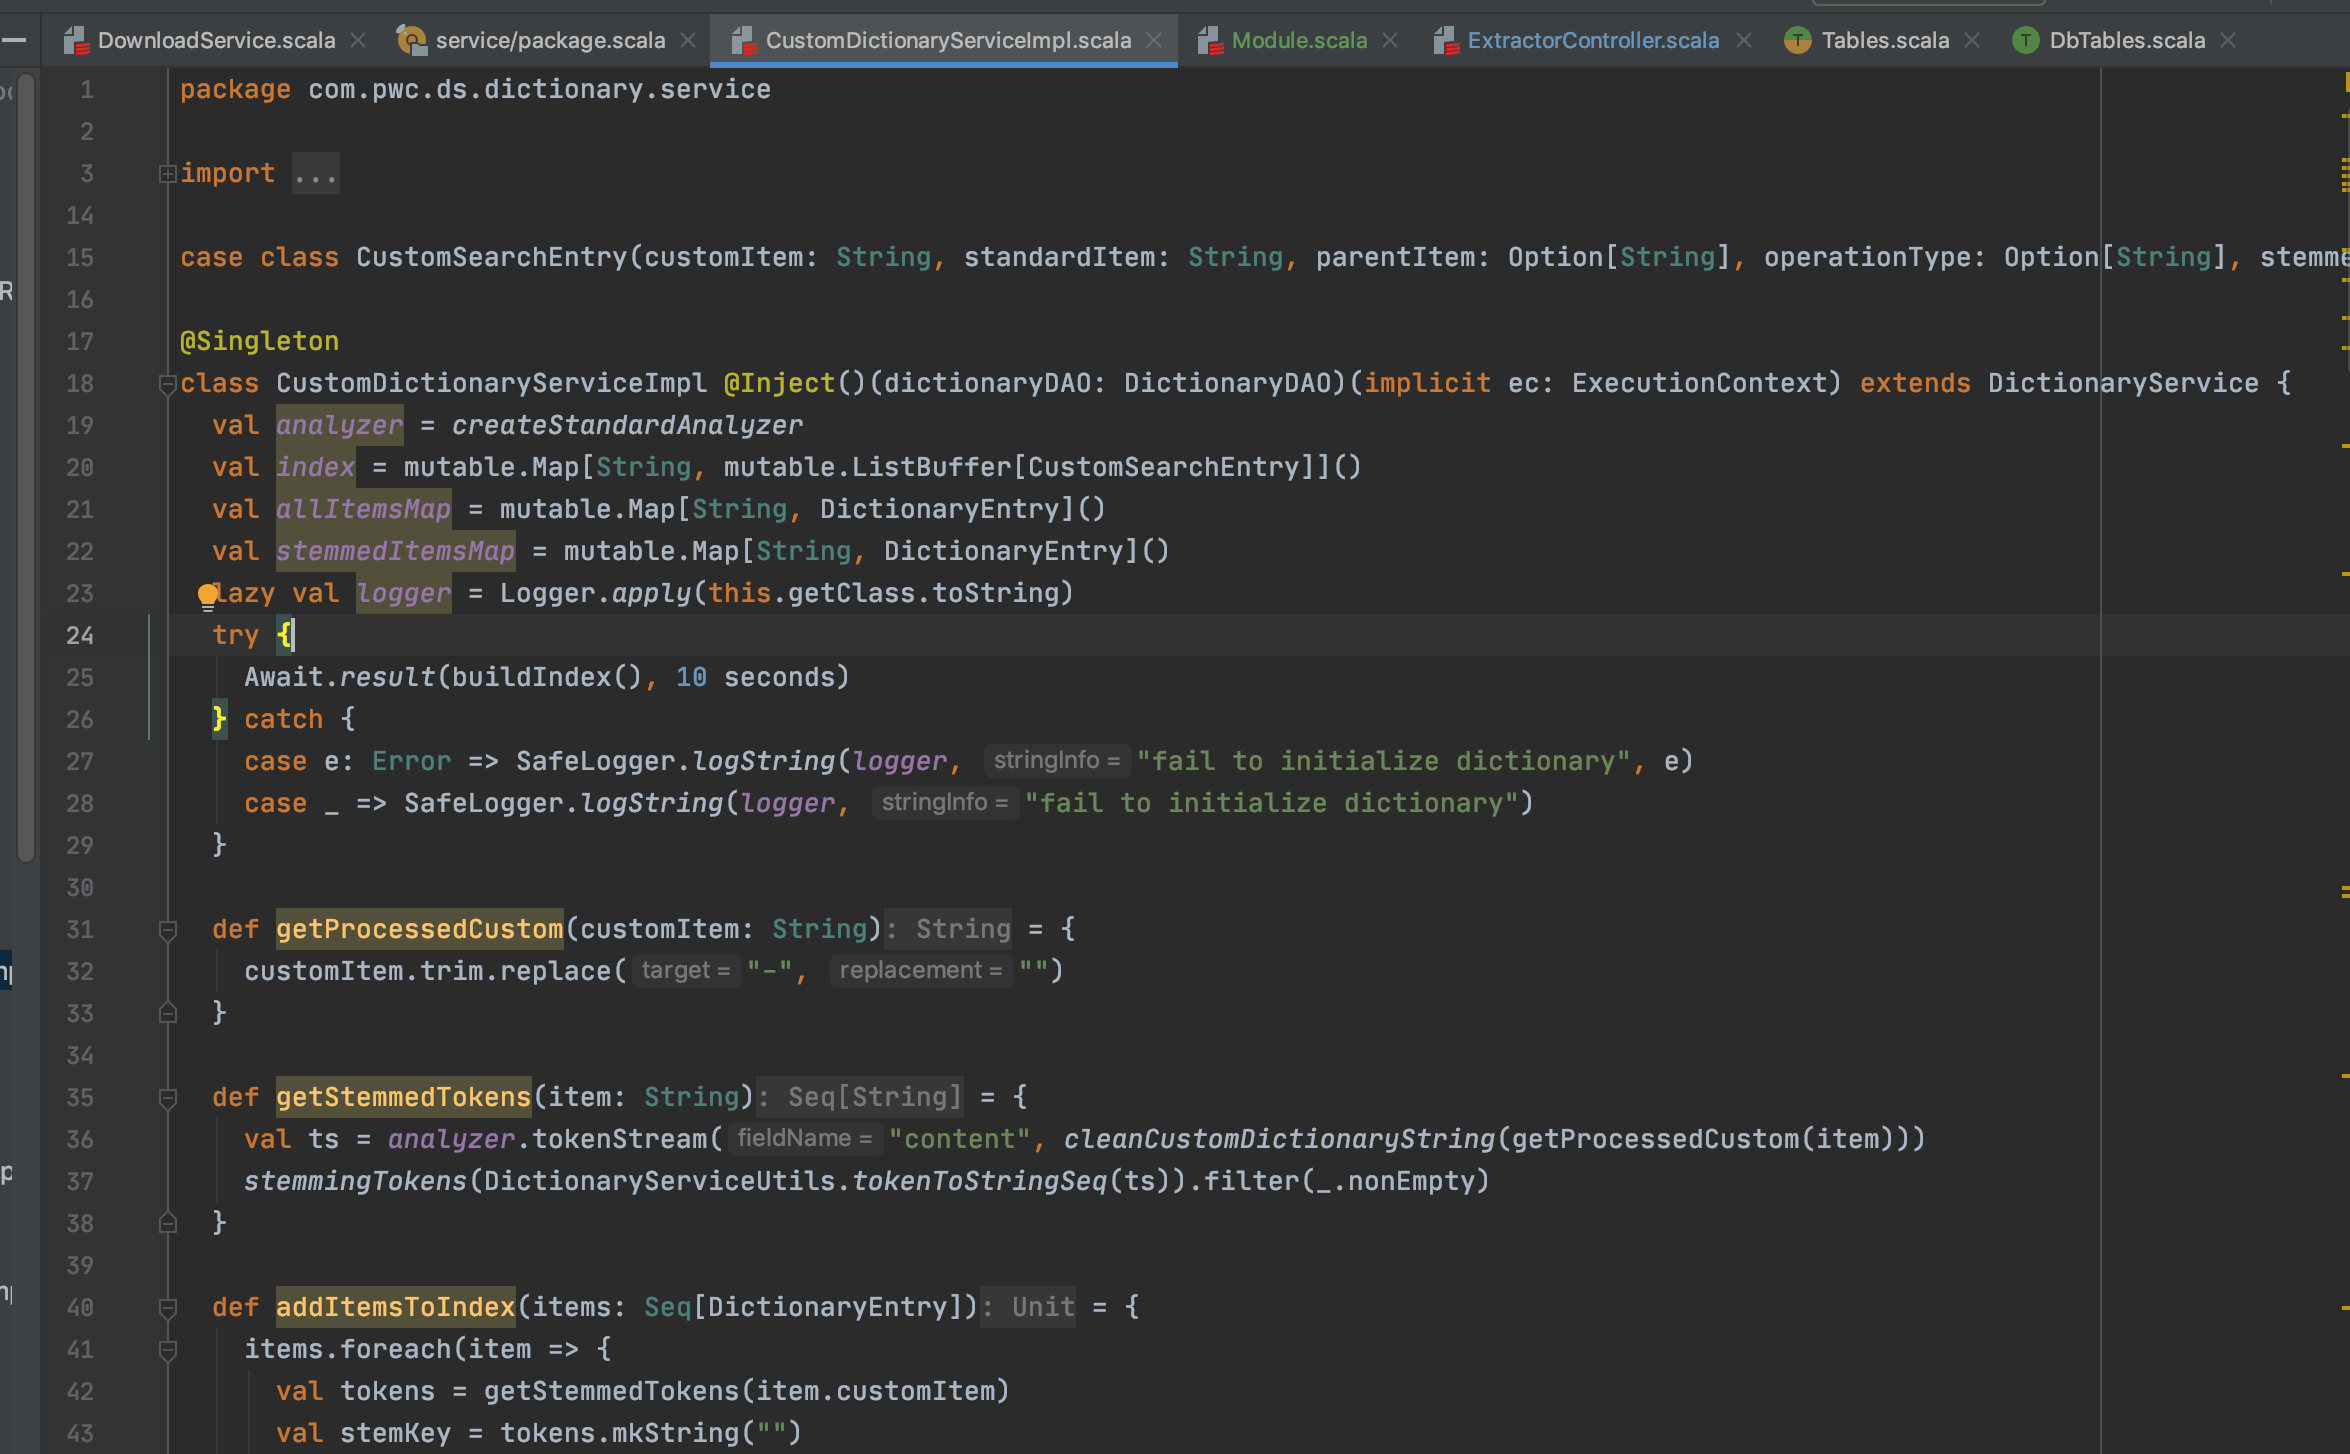 DownloadService.scala service/package.scala CustomDictionaryServiceImpl.scala Module.scala ExtractorController.scala Tables.scala DbTables.scala
1 package com.pwc.ds.dictionary.service
2
3 import ...
14
15 case class CustomSearchEntry(customItem: String, standardItem: String, parentItem: Option[String], operationType: Option[String], stemme
16
17 @Singleton
18 class CustomDictionaryServiceImpl @Inject()(dictionaryDAO: DictionaryDAO)(implicit ec: ExecutionContext) extends DictionaryService {
19 val analyzer = createStandardAnalyzer
20 val index = mutable.Map[String, mutable.ListBuffer[CustomSearchEntry]]()
21 val allItemsMap = mutable.Map[String, DictionaryEntry]()
22 val stemmedItemsMap = mutable.Map[String, DictionaryEntry]()
23 lazy val logger = Logger.apply(this.getClass.toString)
24 try {
25 Await.result(buildIndex(), 10 seconds)
26 } catch {
27 case e: Error => SafeLogger.logString(logger, stringInfo = "fail to initialize dictionary", e)
28 case _ => SafeLogger.logString(logger, stringInfo = "fail to initialize dictionary")
29 }
30
31 def getProcessedCustom(customItem: String): String = {
32 customItem.trim.replace( target = "-", replacement = "")
33 }
34
35 def getStemmedTokens(item: String): Seq[String] = {
36 val ts = analyzer.tokenStream( fieldName = "content", cleanCustomDictionaryString(getProcessedCustom(item)))
37 stemmingTokens(DictionaryServiceUtils.tokenToStringSeq(ts)).filter(_.nonEmpty)
38 }
39
40 def addItemsToIndex(items: Seq[DictionaryEntry]): Unit = {
41 items.foreach(item => {
42 val tokens = getStemmedTokens(item.customItem)
43 val stemKey = tokens.mkString("")